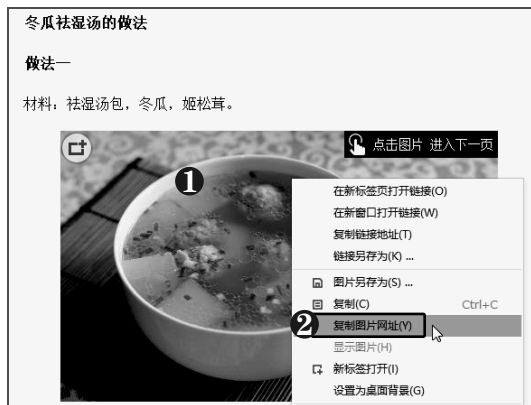 冬瓜祛湿汤的做法
做法一
材料：祛湿汤包，冬瓜，姬松茸。
点击图片 进入下一页
1
在新标签页打开链接(O)
在新窗口打开链接(W)
复制链接地址(T)
链接另存为(K) ...
图片另存为(S) ...
复制(C) Ctrl+C
2 复制图片网址(Y)
显示图片(H)
新标签打开(I)
设置为桌面背景(G)